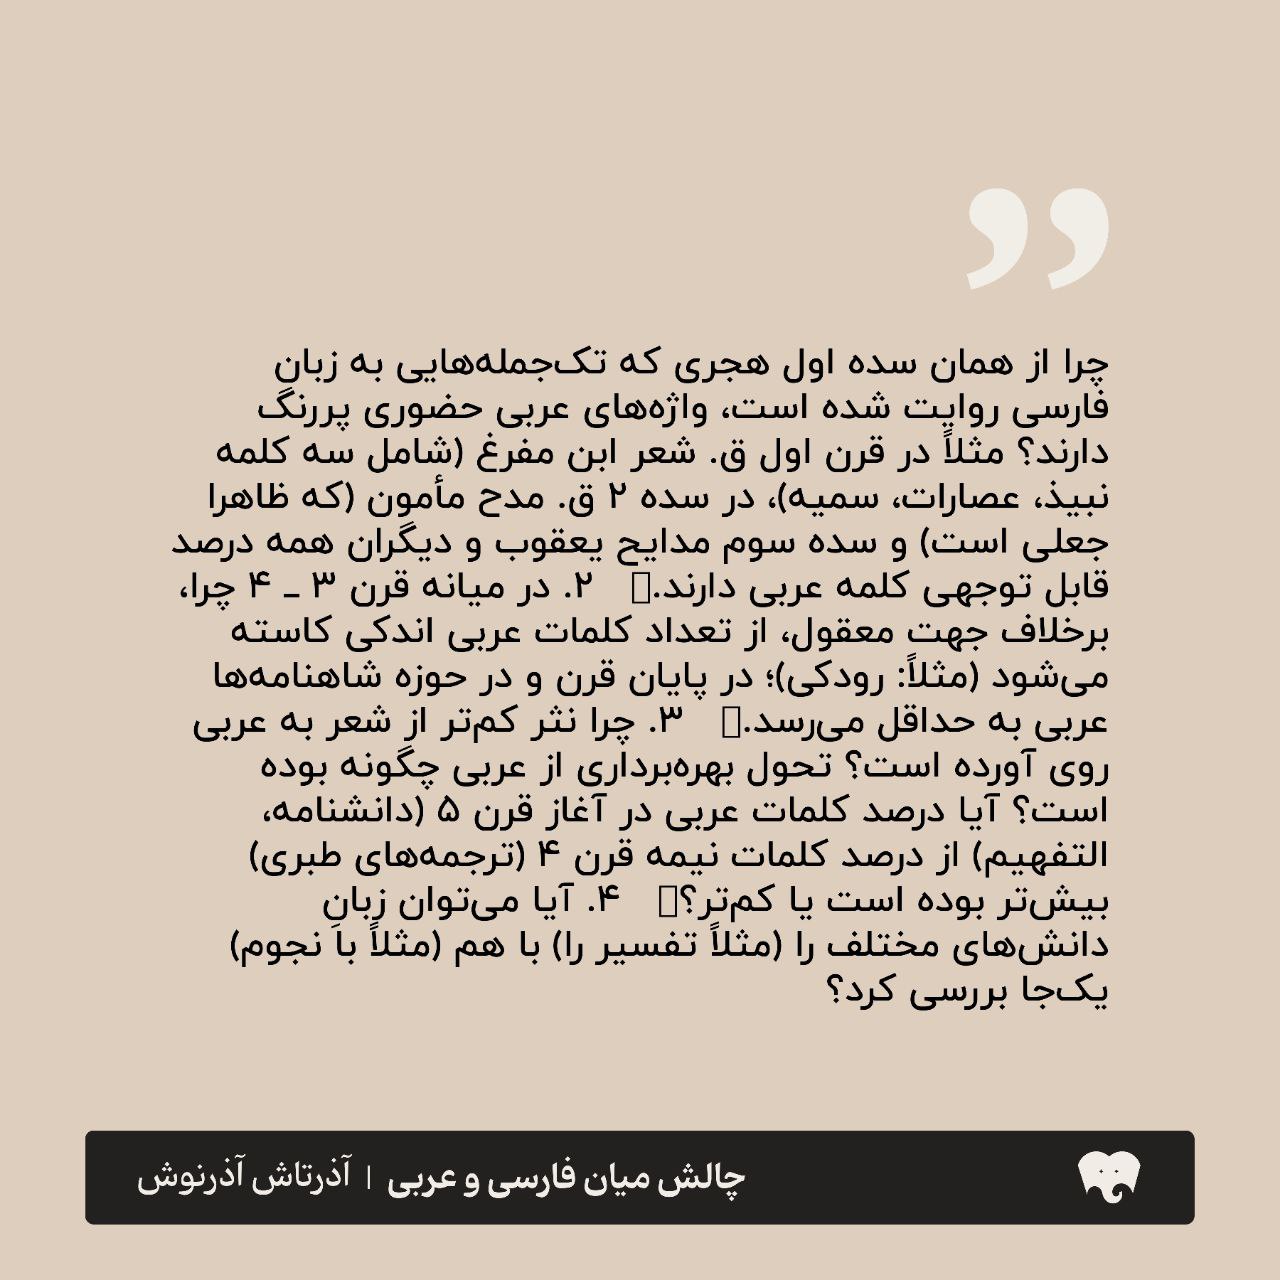 ”
چرا از همان سده اول هجری که تک‌جمله‌هایی به زبان
فارسی روایت شده است، واژه‌های عربی حضوری پررنگ
دارند؟ مثلاً در قرن اول ق. شعر ابن مفرغ (شامل سه کلمه
نبیذ، عصارات، سمیه)، در سده ۲ ق. مدح مأمون (که ظاهرا
جعلی است) و سده سوم مدایح یعقوب و دیگران همه درصد
قابل توجهی کلمه عربی دارند. ۲. در میانه قرن ۳ ـ ۴ چرا،
برخلاف جهت معقول، از تعداد کلمات عربی اندکی کاسته
می‌شود (مثلاً: رودکی)؛ در پایان قرن و در حوزه شاهنامه‌ها
عربی به حداقل می‌رسد. ۳. چرا نثر کم‌تر از شعر به عربی
روی آورده است؟ تحول بهره‌برداری از عربی چگونه بوده
است؟ آیا درصد کلمات عربی در آغاز قرن ۵ (دانشنامه،
التفهیم) از درصد کلمات نیمه قرن ۴ (ترجمه‌های طبری)
بیش‌تر بوده است یا کم‌تر؟ ۴. آیا می‌توان زبانِ
دانش‌های مختلف را (مثلاً تفسیر را) با هم (مثلاً با نجوم)
یک‌جا بررسی کرد؟
چالش میان فارسی و عربی | آذرتاش آذرنوش